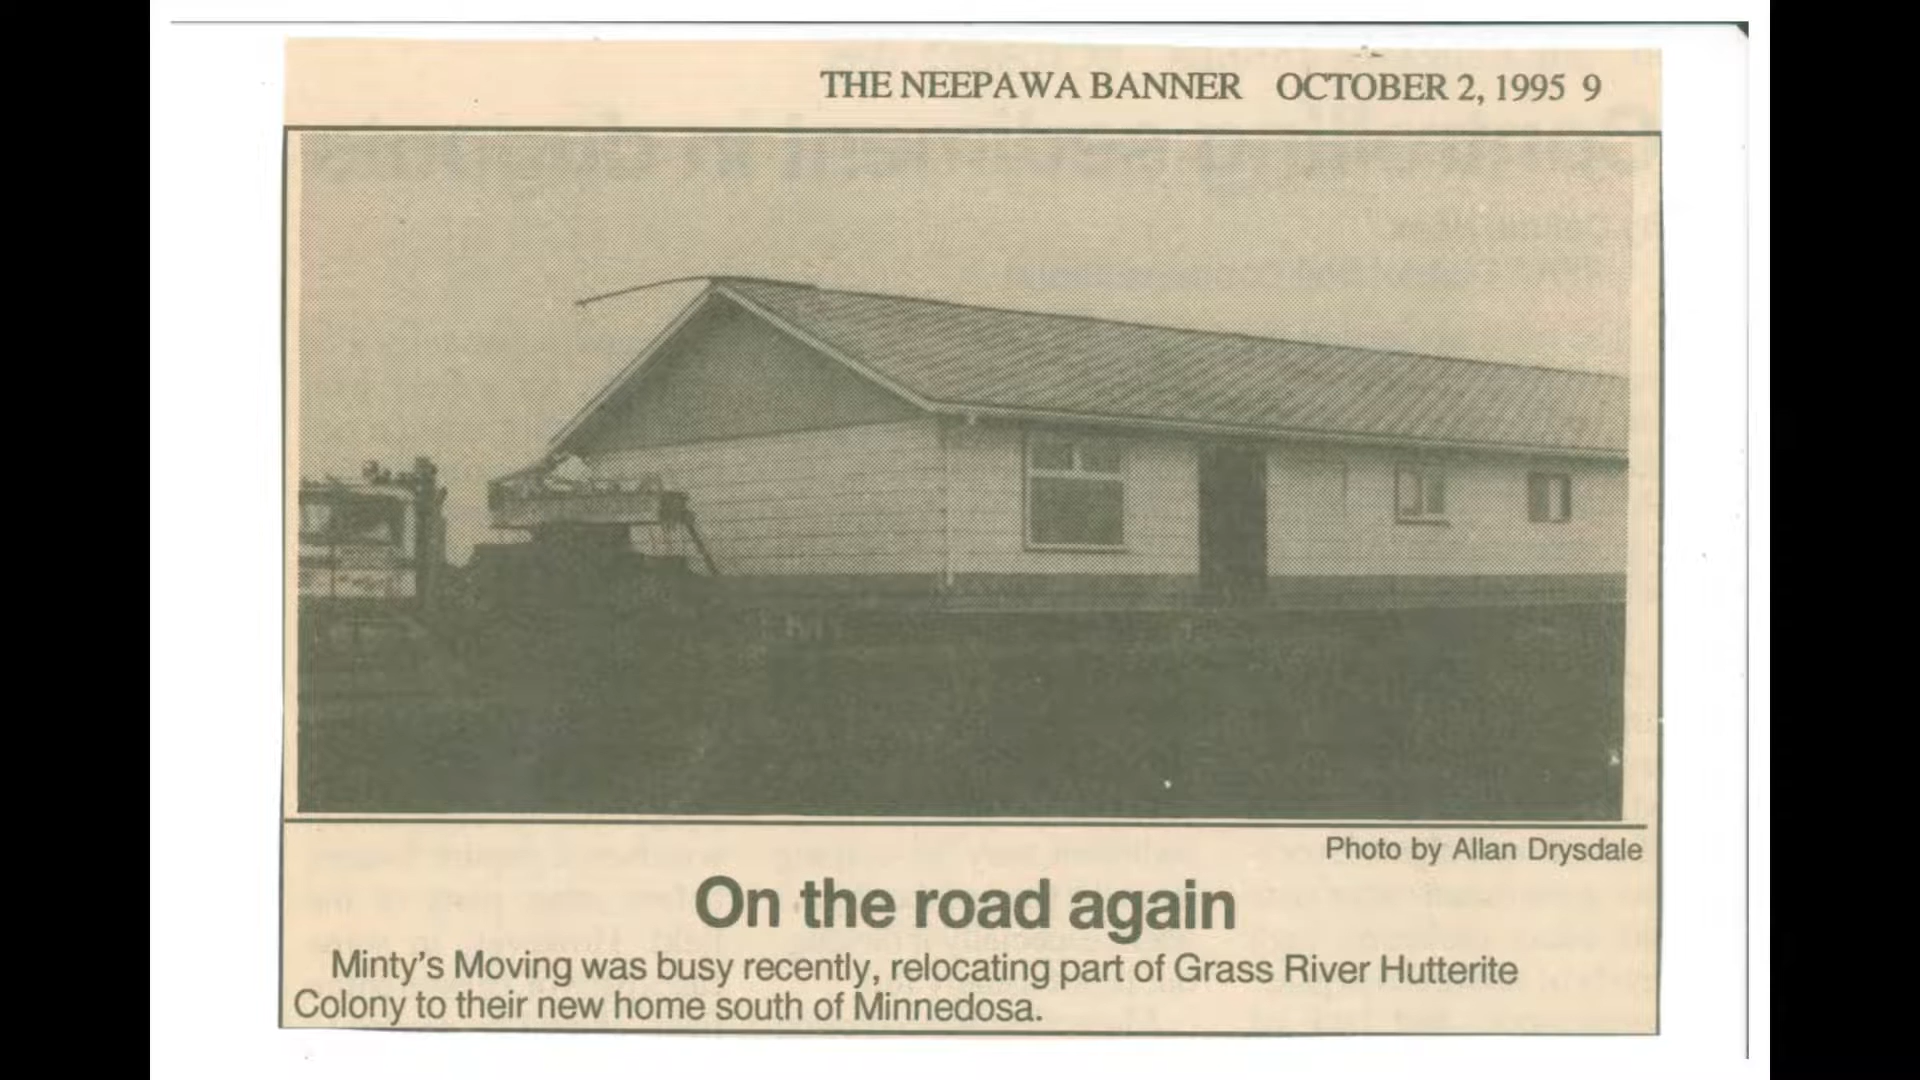 THE NEEPAWA BANNER OCTOBER 2, 1995 9
Photo by Allan Drysdale
On the road again
Minty's Moving was busy recently, relocating part of Grass River Hutterite
Colony to their new home south of Minnedosa.